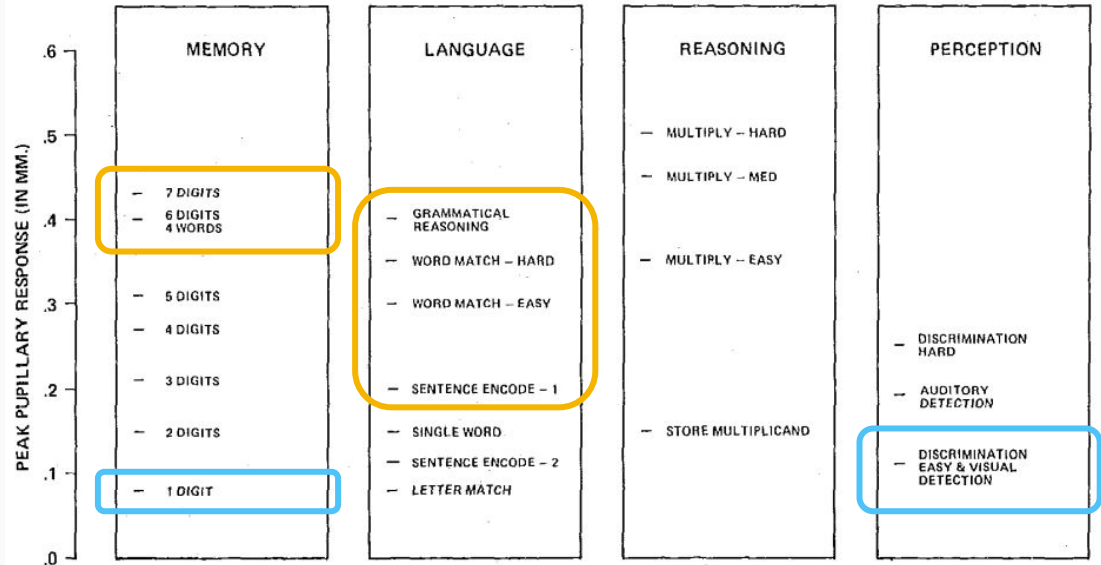 PEAK PUPILLARY RESPONSE (IN MM.)
.6
.5
.4
.3
.2
.1
.0
MEMORY
7 DIGITS
6 DIGITS
4 WORDS
5 DIGITS
4 DIGITS
3 DIGITS
2 DIGITS
1 DIGIT
LANGUAGE
GRAMMATICAL
REASONING
WORD MATCH – HARD
WORD MATCH – EASY
SENTENCE ENCODE – 1
SINGLE WORD
SENTENCE ENCODE – 2
LETTER MATCH
REASONING
MULTIPLY – HARD
MULTIPLY – MED
MULTIPLY – EASY
STORE MULTIPLICAND
PERCEPTION
DISCRIMINATION
HARD
AUDITORY
DETECTION
DISCRIMINATION
EASY & VISUAL
DETECTION